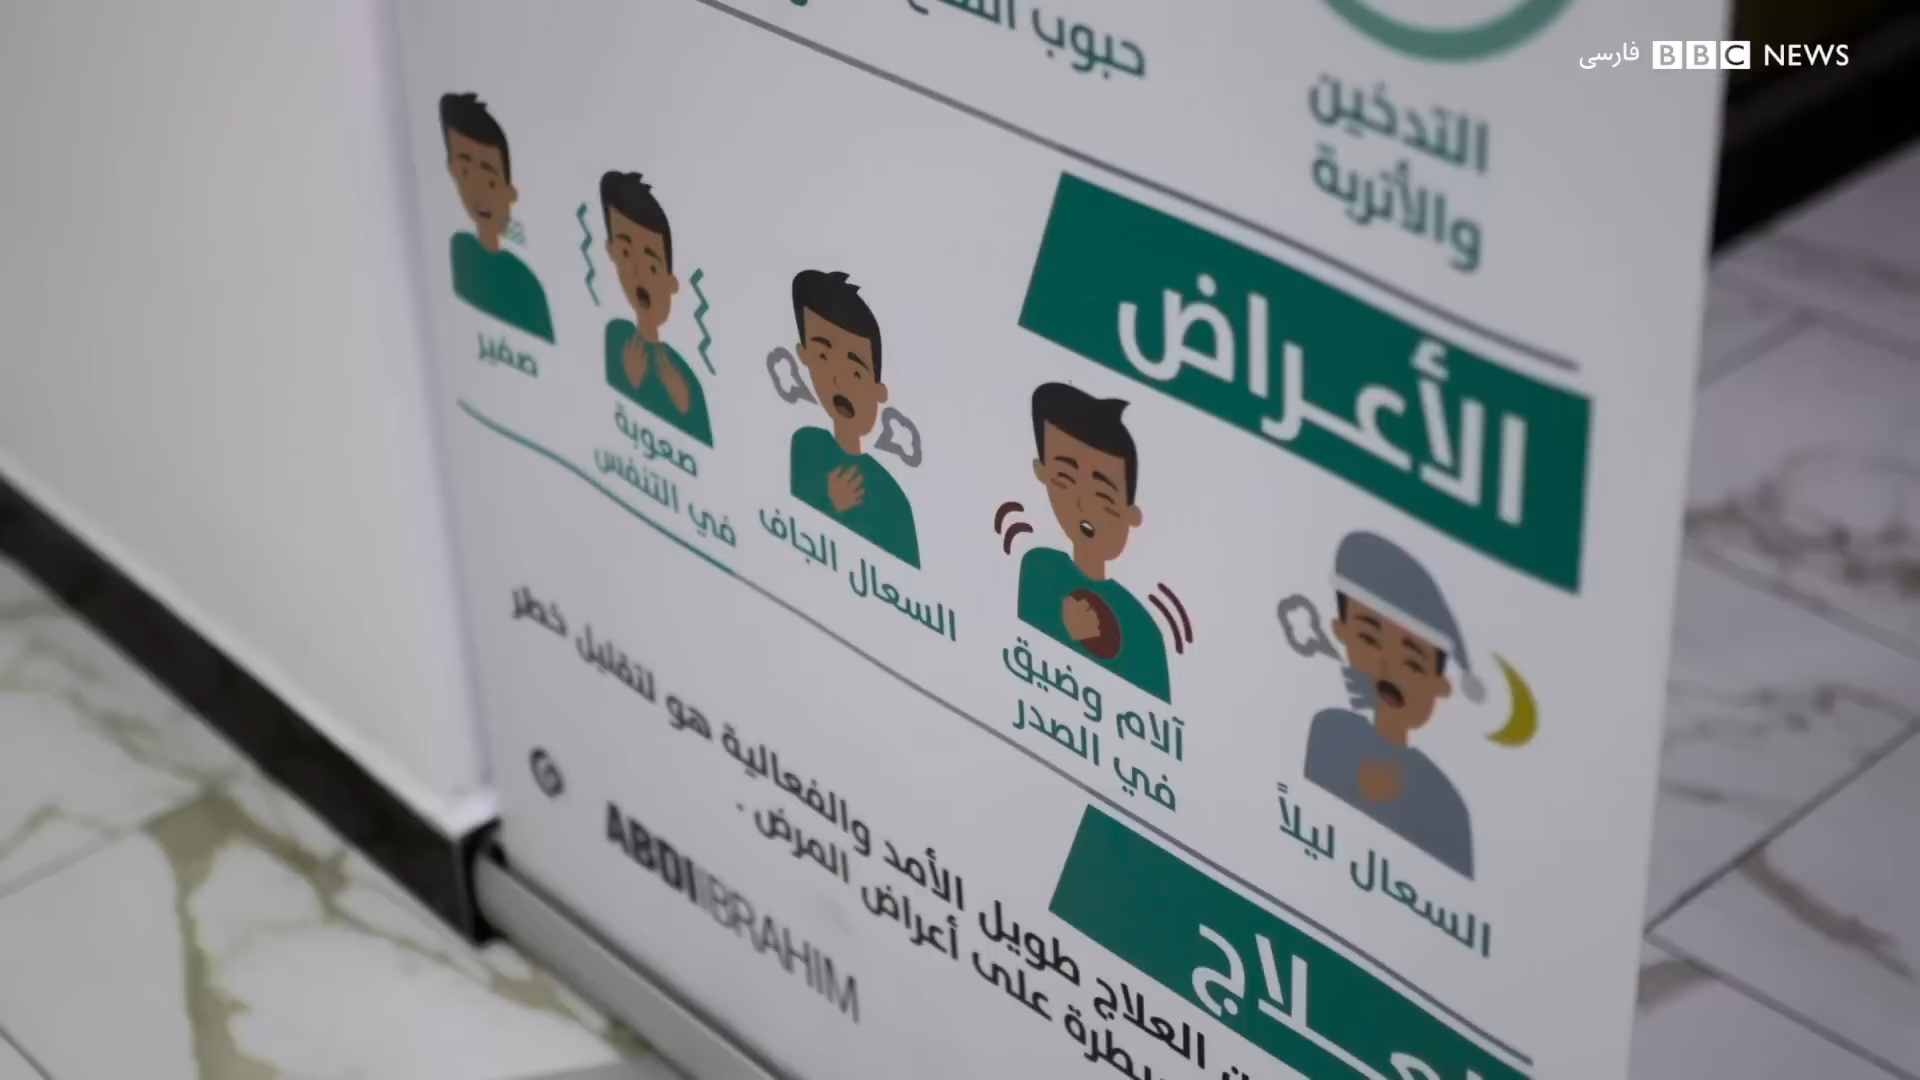 فارسی BBC NEWS
حبوب
التدخين
والأتربة
الأعراض
السعال ليلاً
آلام وضيق
في الصدر
السعال الجاف
صعوبة
في التنفس
صفير
العلاج
العلاج طويل الأمد والفعالية هو لتقليل خطر
على أعراض المرض .
ABDI IBRAHIM